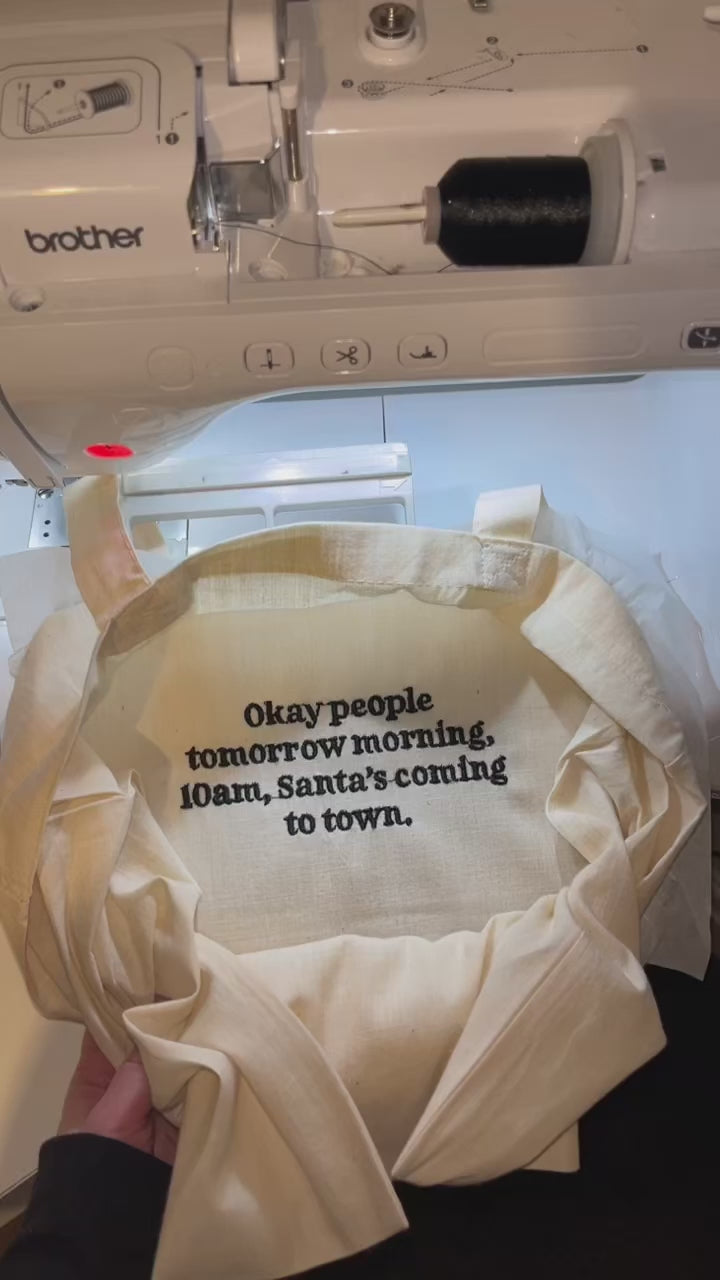 brother
Okay people
tomorrow morning,
10am, Santa's coming
to town.